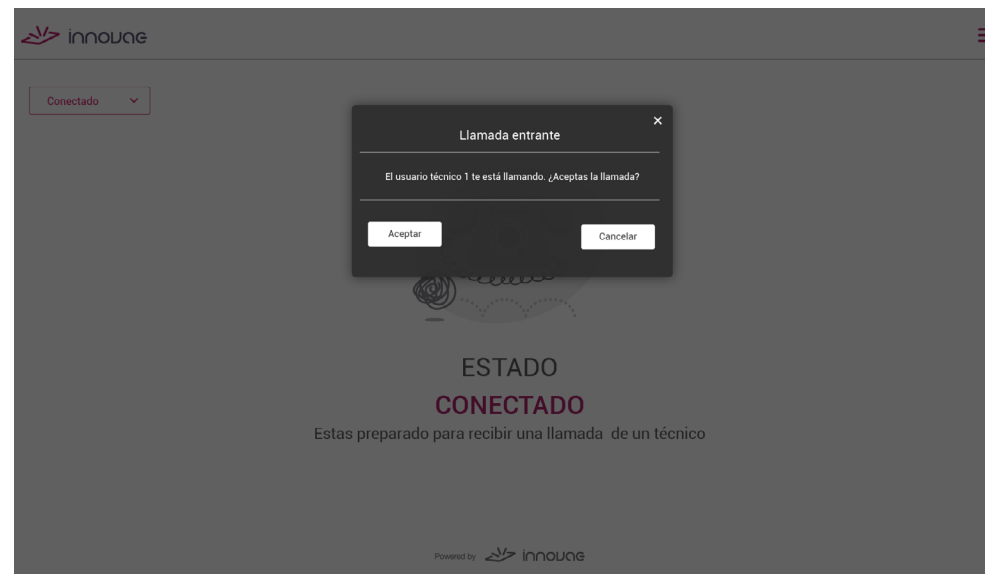 innovae
Conectado
Llamada entrante
El usuario técnico 1 te está llamando. ¿Aceptas la llamada?
Aceptar
Cancelar
ESTADO
CONECTADO
Estas preparado para recibir una llamada de un técnico
Powered by innovae